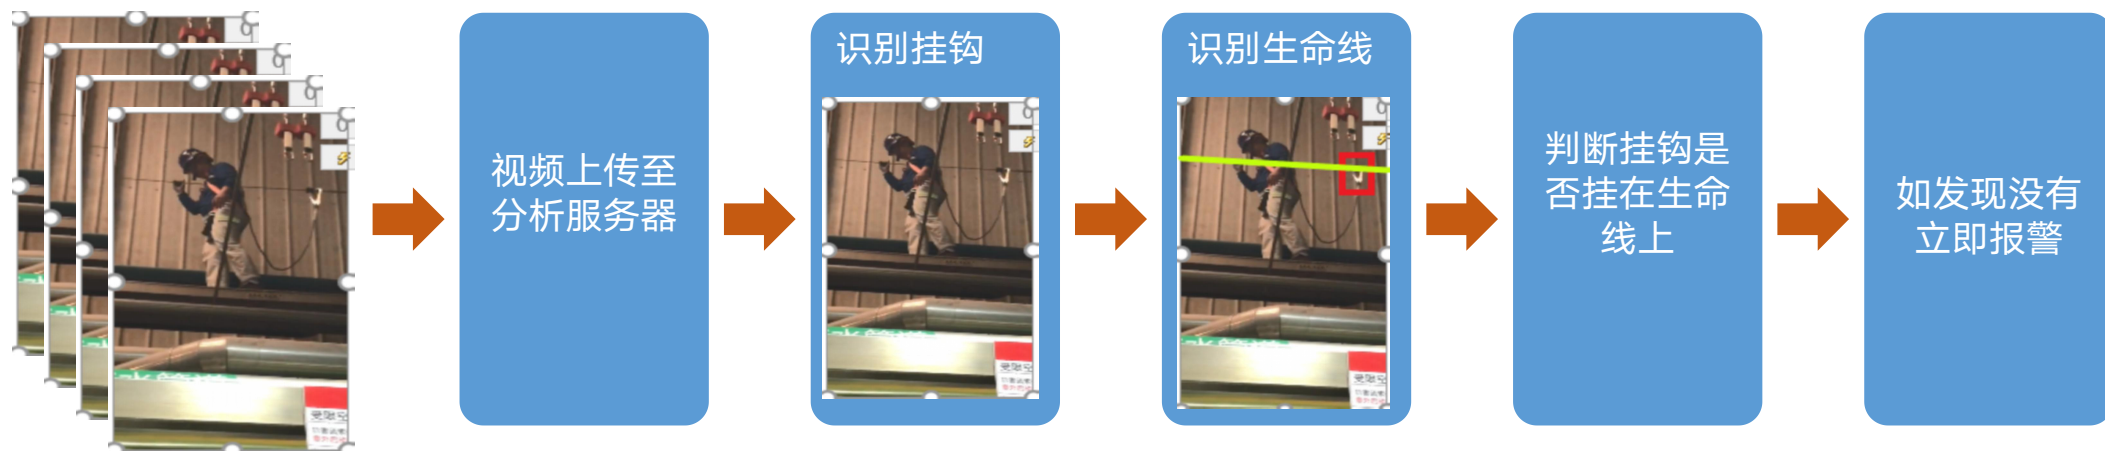 视频上传至
分析服务器
识别挂钩
识别生命线
判断挂钩是
否挂在生命
线上
如发现没有
立即报警